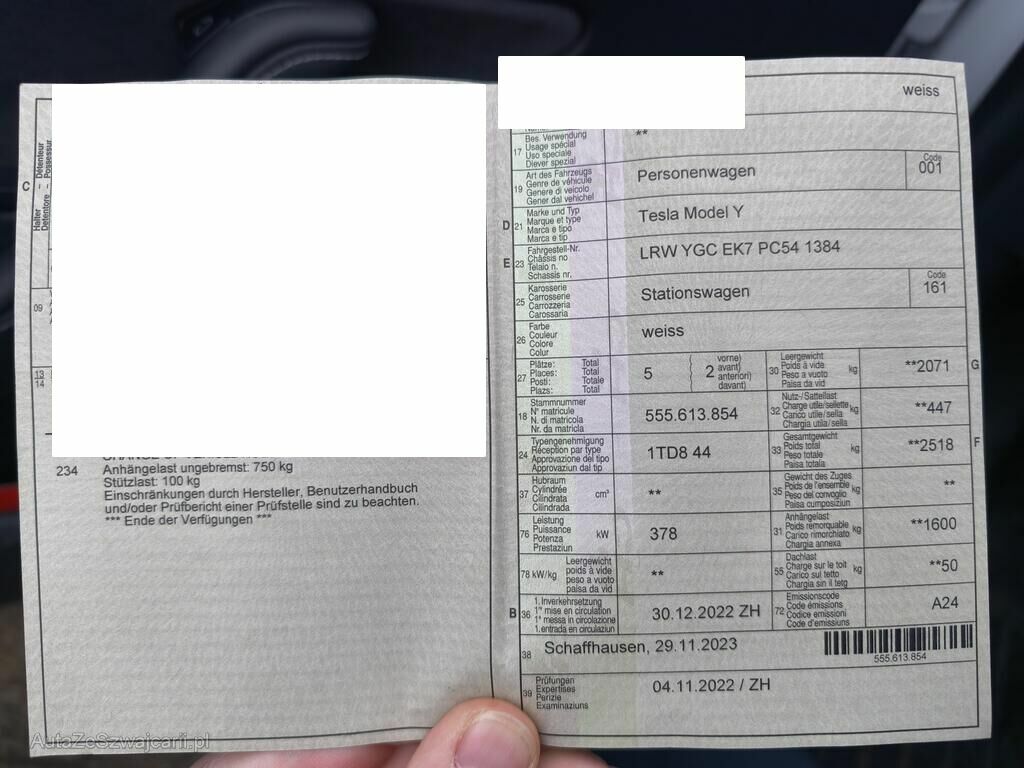 C
Halter – Détenteur
Detentore – Possessur
09
13
14
234
Anhängelast ungebremst: 750 kg
Stützlast: 100 kg
Einschränkungen durch Hersteller, Benutzerhandbuch
und/oder Prüfbericht einer Prüfstelle sind zu beachten.
*** Ende der Verfügungen ***
weiss
17 Bes. Verwendung
Usage spécial
Uso speciale
Diever spezial
**
19 Art des Fahrzeugs
Genre de véhicule
Genere di veicolo
Gener dal vehichel
Personenwagen
Code
001
D 21 Marke und Typ
Marque et type
Marca e tipo
Marca e tip
Tesla Model Y
E 23 Fahrgestell-Nr.
Châssis no
Telaio n.
Schassis nr.
LRW YGC EK7 PC54 1384
25 Karosserie
Carrosserie
Carrozzeria
Carossaria
Stationswagen
Code
161
26 Farbe
Couleur
Colore
Colur
weiss
27 Plätze: Total
Places: Total
Posti: Totale
Plazs: Total
5
2
vorne)
avant)
anteriori)
davant)
30 Leergewicht
Poids à vide
Peso a vuoto
Paisa da vid
kg
**2071
G
18 Stammnummer
N° matricule
N. di matricola
Nr. da matricla
555.613.854
32 Nutz-/Sattellast
Charge utile/sellette
Carico utile/sella
Chargia utila/sella
kg
**447
24 Typengenehmigung
Réception par type
Approvazione del tipo
Approvaziun dal tip
1TD8 44
33 Gesamtgewicht
Poids total
Peso totale
Paisa totala
kg
**2518
F
37 Hubraum
Cylindrée
Cilindrata
Cilindrada
cm³
**
35 Gewicht des Zuges
Poids de l'ensemble
Peso del convoglio
Paisa cumposiziun
kg
**
76 Leistung
Puissance
Potenza
Prestaziun
kW
378
31 Anhängelast
Poids remorquable
Carico rimorchiato
Chargia annexa
kg
**1600
78 kW/kg
Leergewicht
poids à vide
peso a vuoto
paisa da vid
**
55 Dachlast
Charge sur le toit
Carico sul tetto
Chargia sin il tetg
kg
**50
B 36 1. Inverkehrsetzung
1re mise en circulation
1a messa in circolazione
1. entrada en circulaziun
30.12.2022 ZH
72 Emissionscode
Code émissions
Codice emissioni
Code d'emissiuns
A24
38 Schaffhausen, 29.11.2023
555.613.854
39 Prüfungen
Expertises
Perizie
Examinaziuns
04.11.2022 / ZH
AutaZeSzwajcarii.pl